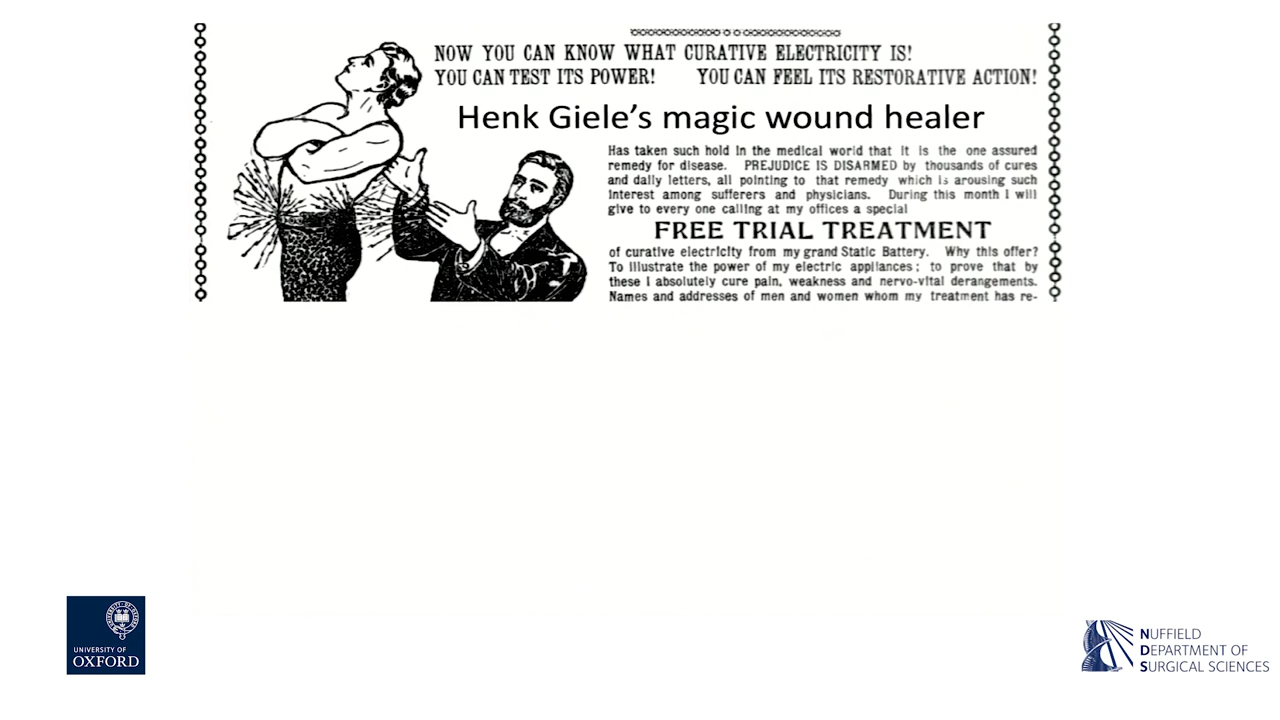 NOW YOU CAN KNOW WHAT CURATIVE ELECTRICITY IS!
YOU CAN TEST ITS POWER! YOU CAN FEEL ITS RESTORATIVE ACTION!
Henk Giele's magic wound healer
Has taken such hold in the medical world that it is the one assured
remedy for disease. PREJUDICE IS DISARMED by thousands of cures
and daily letters, all pointing to that remedy which is arousing such
interest among sufferers and physicians. During this month I will
give to every one calling at my offices a special
FREE TRIAL TREATMENT
of curative electricity from my grand Static Battery. Why this offer?
To illustrate the power of my electric appliances; to prove that by
these I absolutely cure pain, weakness and nervo-vital derangements.
Names and addresses of men and women whom my treatment has re-
UNIVERSITY OF
OXFORD
NUFFIELD
DEPARTMENT OF
SURGICAL SCIENCES